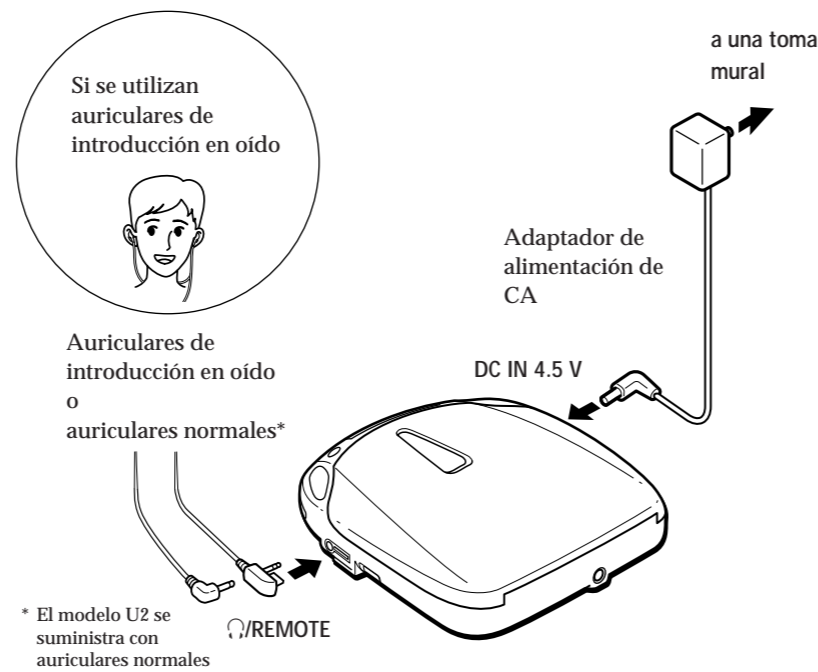 Si se utilizan
auriculares de
introducción en oído
a una toma
mural
Adaptador de
alimentación de
CA
Auriculares de
introducción en oído
o
auriculares normales*
DC IN 4.5 V
* El modelo U2 se
suministra con
auriculares normales
🎧/REMOTE